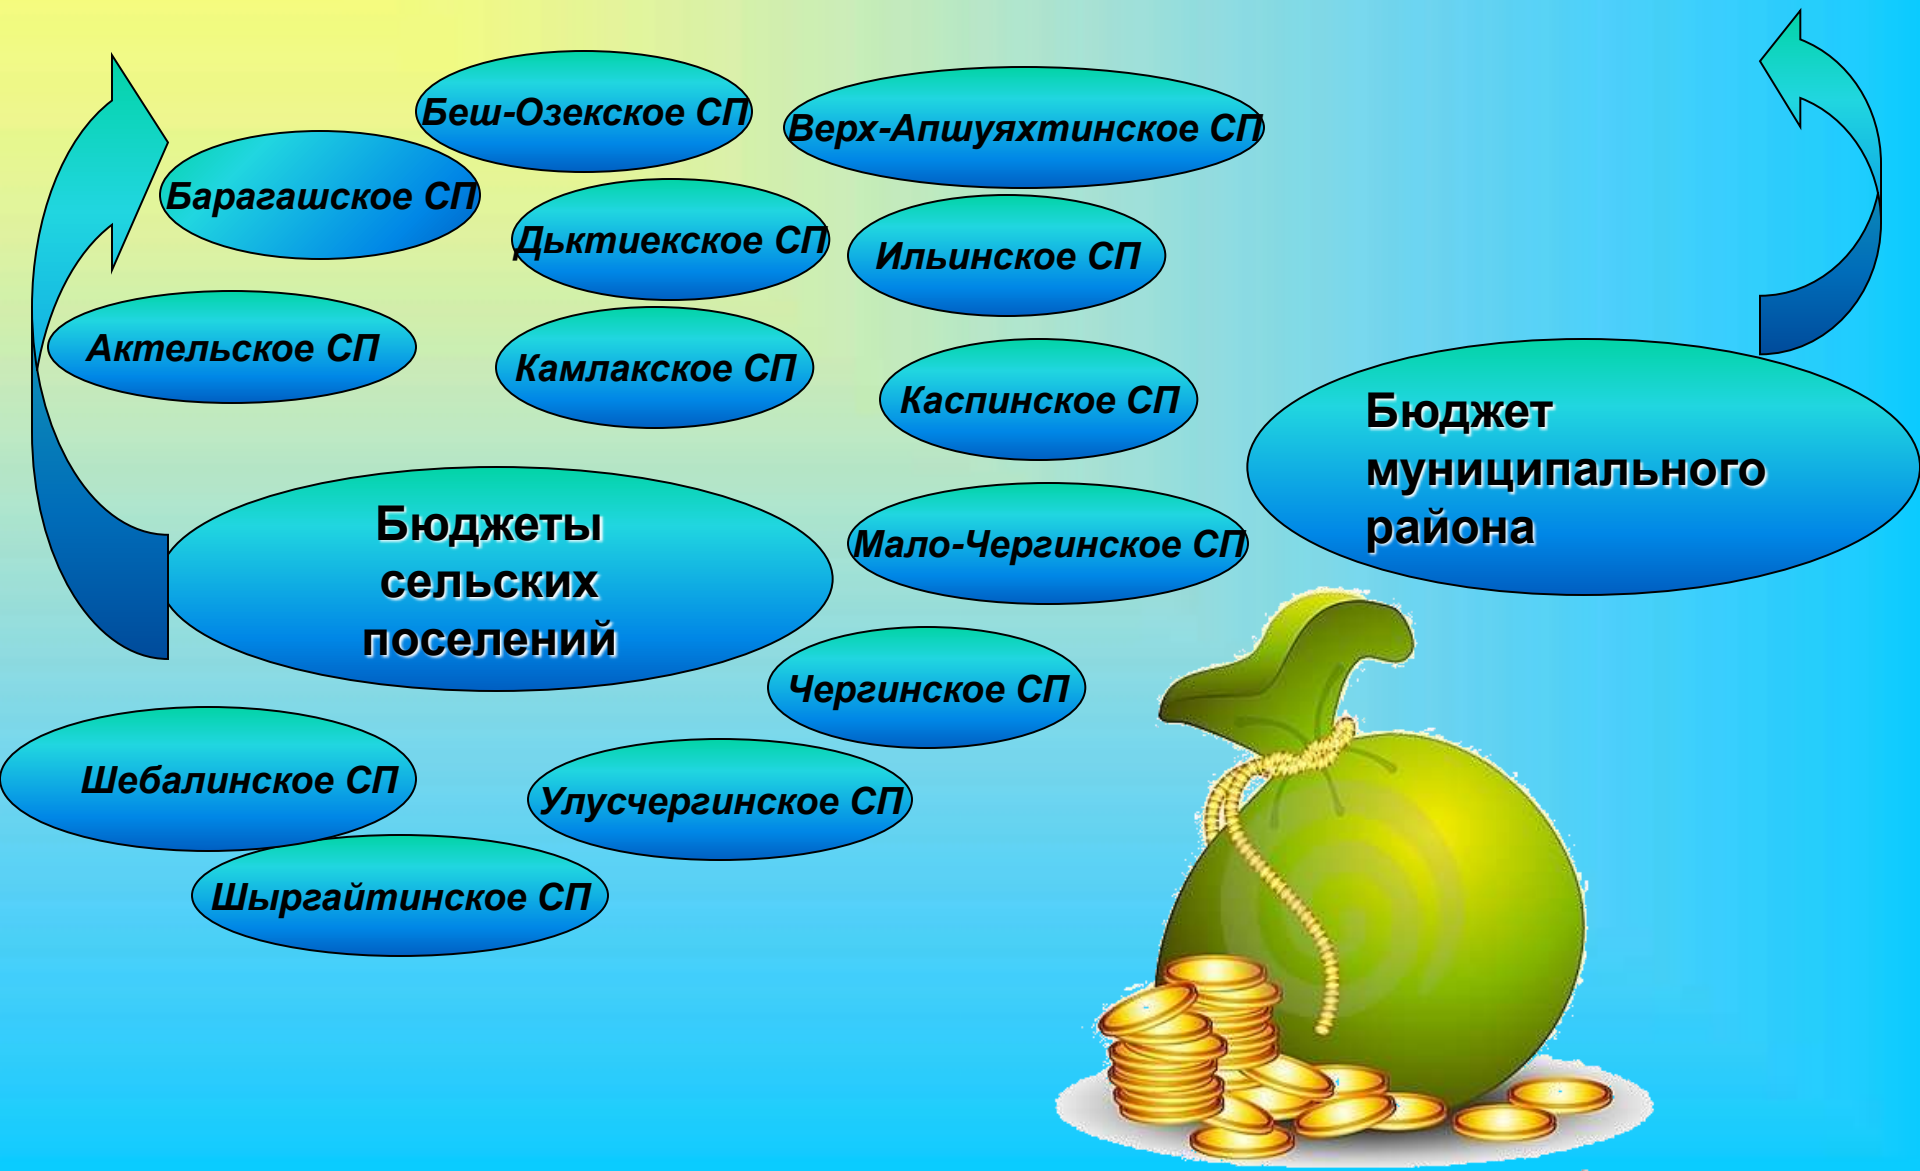 Беш-Озекское СП
Верх-Апшуяхтинское СП
Барагашское СП
Дьктиекское СП
Ильинское СП
Актельское СП
Камлакское СП
Каспинское СП
Бюджет
муниципального
района
Бюджеты
сельских
поселений
Мало-Чергинское СП
Чергинское СП
Шебалинское СП
Улусчергинское СП
Шыргайтинское СП